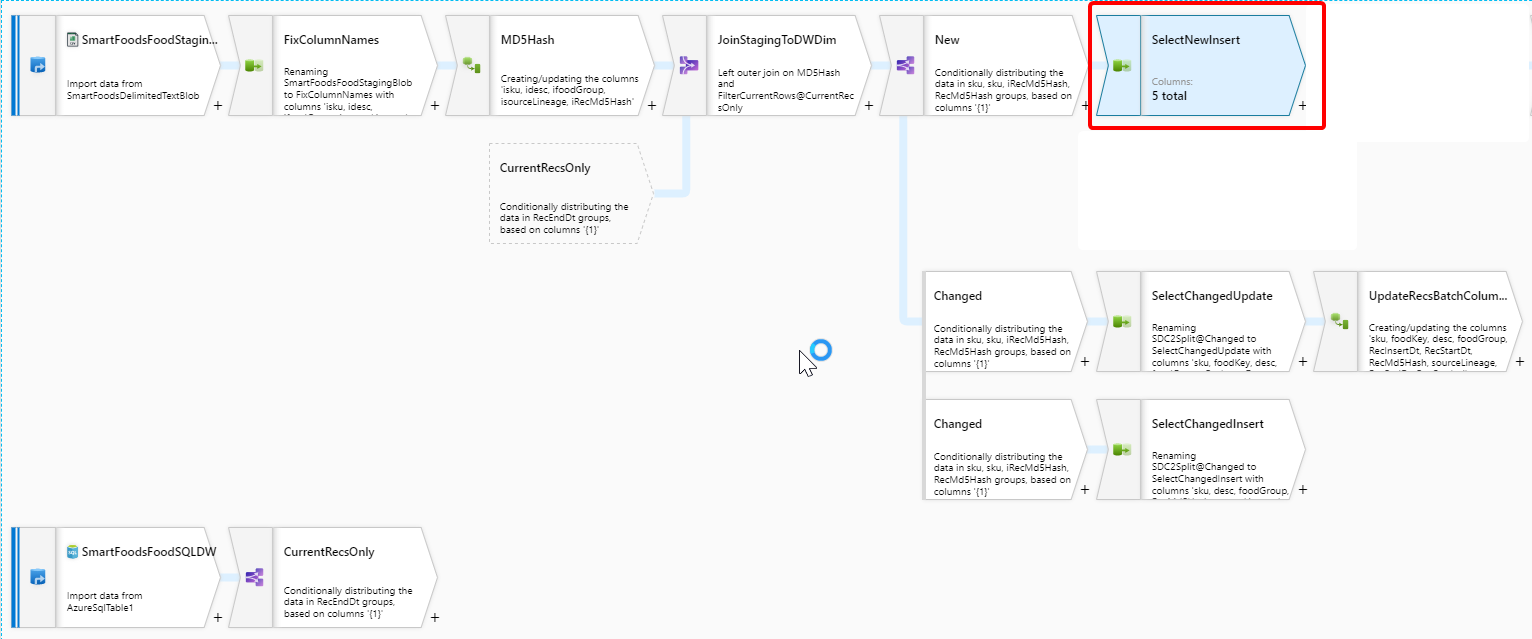 SmartFoodsFoodStagin...
Import data from
SmartFoodsDelimitedTextBlob
+
FixColumnNames
Renaming
SmartFoodsFoodStagingBlob
to FixColumnNames with
columns 'isku, idesc,
+
MD5Hash
Creating/updating the columns
'isku, idesc, ifoodGroup,
isourceLineage, iRecMd5Hash'
+
JoinStagingToDWDim
Left outer join on MD5Hash
and
FilterCurrentRows@CurrentRec
sOnly
+
New
Conditionally distributing the
data in sku, sku, iRecMd5Hash,
RecMd5Hash groups, based on
columns '{1}'
+
SelectNewInsert
Columns:
5 total
+
CurrentRecsOnly
Conditionally distributing the
data in RecEndDt groups,
based on columns '{1}'
Changed
Conditionally distributing the
data in sku, sku, iRecMd5Hash,
RecMd5Hash groups, based on
columns '{1}'
+
SelectChangedUpdate
Renaming
SDC2Split@Changed to
SelectChangedUpdate with
columns 'sku, foodKey, desc,
+
UpdateRecsBatchColum...
Creating/updating the columns
'sku, foodKey, desc, foodGroup,
RecInsertDt, RecStartDt,
RecMd5Hash, sourceLineage,
+
Changed
Conditionally distributing the
data in sku, sku, iRecMd5Hash,
RecMd5Hash groups, based on
columns '{1}'
+
SelectChangedInsert
Renaming
SDC2Split@Changed to
SelectChangedInsert with
columns 'sku, desc, foodGroup,
+
SmartFoodsFoodSQLDW
Import data from
AzureSqlTable1
+
CurrentRecsOnly
Conditionally distributing the
data in RecEndDt groups,
based on columns '{1}'
+